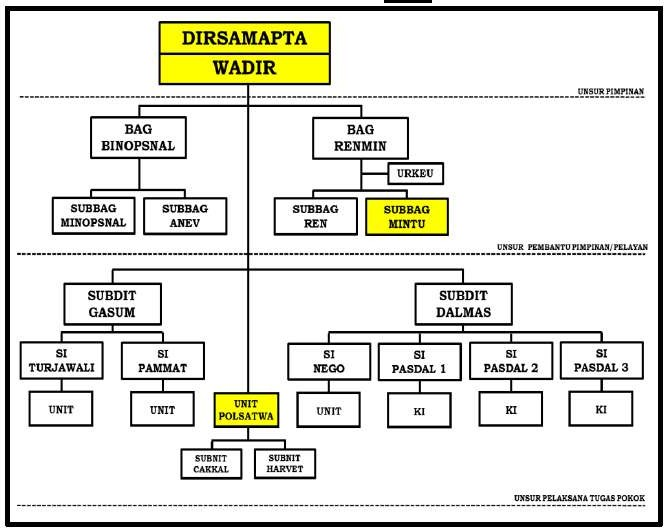 DIRSAMAPTA
WADIR
UNSUR PIMPINAN
BAG
BINOPSNAL
BAG
RENMIN
URKEU
SUBBAG
MINOPSNAL
SUBBAG
ANEV
SUBBAG
REN
SUBBAG
MINTU
UNSUR PEMBANTU PIMPINAN/PELAYAN
SUBDIT
GASUM
SUBDIT
DALMAS
SI
TURJAWALI
SI
PAMMAT
SI
NEGO
SI
PASDAL 1
SI
PASDAL 2
SI
PASDAL 3
UNIT
UNIT
UNIT
POLSATWA
UNIT
KI
KI
KI
SUBNIT
CAKKAL
SUBNIT
HARVET
UNSUR PELAKSANA TUGAS POKOK